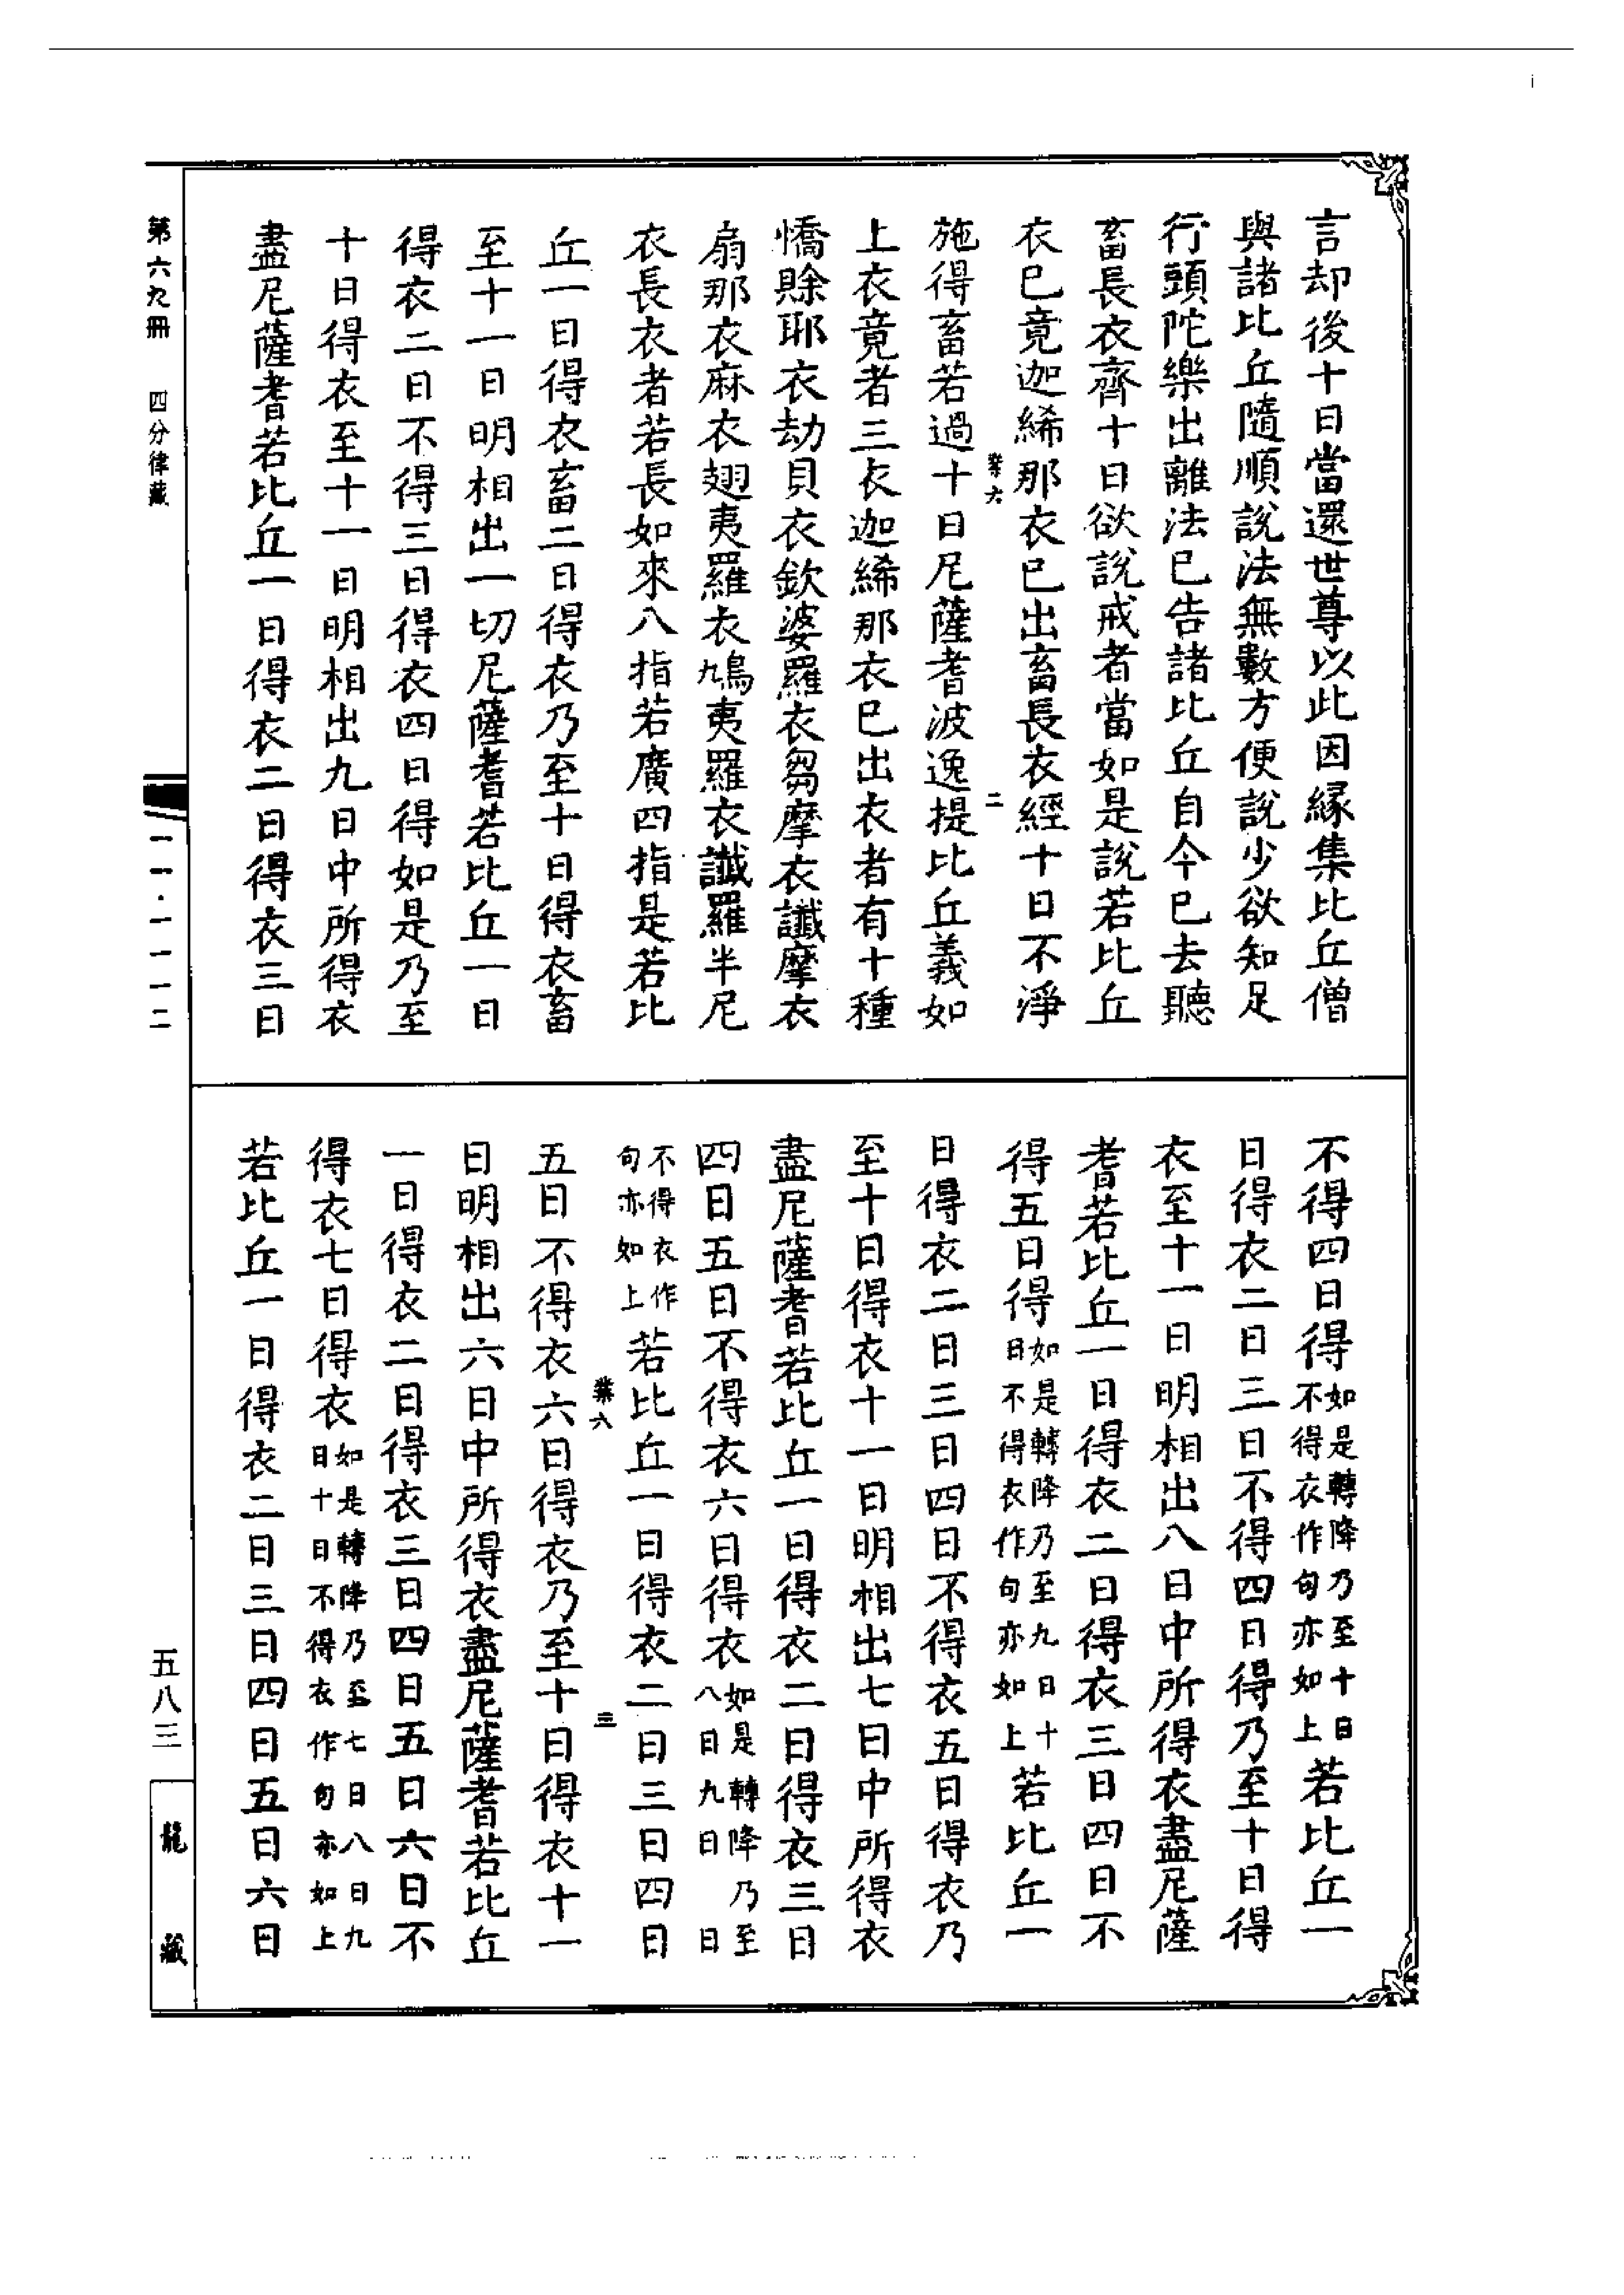 i
言却後十日當還世尊以此因緣集比丘僧
與諸比丘隨順說法無數方便說少欲知足
行頭陀樂出離法已告諸比丘自今已去聽
畜長衣齊十日欲說戒者當如是說若比丘
衣已竟迦絺那衣已出畜長衣經十日不淨
業六 二
施得畜若過十日尼薩耆波逸提比丘義如
上衣竟者三衣迦絺那衣已出衣者有十種
憍賒耶衣劫貝衣欽婆羅衣芻摩衣讖摩衣
扇那衣麻衣翅夷羅衣鳩夷羅衣讖羅半尼
衣長衣者若長如來八指若廣四指是若比
丘一日得衣畜二日得衣乃至十日得衣畜
至十一日明相出一切尼薩耆若比丘一日
得衣二日不得三日得衣四日得如是乃至
十日得衣至十一日明相出九日中所得衣
盡尼薩耆若比丘一日得衣二日得衣三日
不得四日得如是轉降乃至十日不得衣作句亦如上若比丘一
日得衣二日三日不得四日得乃至十日得
衣至十一日明相出八日中所得衣盡尼薩
耆若比丘一日得衣二日得衣三日四日不
得五日得如是轉降乃至九日十日不得衣作句亦如上若比丘一
日得衣二日三日四日不得衣五日得衣乃
至十日得衣十一日明相出七日中所得衣
盡尼薩耆若比丘一日得衣二日得衣三日
四日五日不得衣六日得衣如是轉降乃至八日九日日
不得衣作句亦如上若比丘一日得衣二日三日四日
業六 三
五日不得衣六日得衣乃至十日得衣十一
日明相出六日中所得衣盡尼薩耆若比丘
一日得衣二日得衣三日四日五日六日不
得衣七日得衣如是轉降乃至七日八日九日十日不得衣作句亦如上
若比丘一日得衣二日三日四日五日六日
第六九冊 四分律藏
一一·一一一二
五八三
龍藏